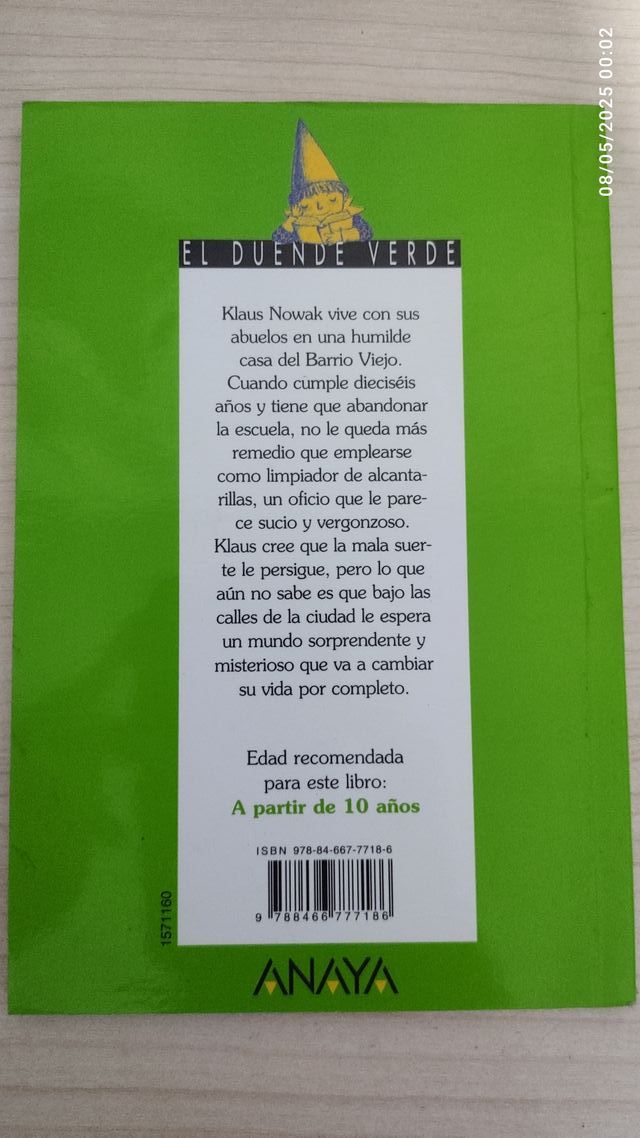 08/05/2025 00:02
EL DUENDE VERDE
Klaus Nowak vive con sus
abuelos en una humilde
casa del Barrio Viejo.
Cuando cumple dieciséis
años y tiene que abandonar
la escuela, no le queda más
remedio que emplearse
como limpiador de alcanta-
rillas, un oficio que le pare-
ce sucio y vergonzoso.
Klaus cree que la mala suer-
te le persigue, pero lo que
aún no sabe es que bajo las
calles de la ciudad le espera
un mundo sorprendente y
misterioso que va a cambiar
su vida por completo.
Edad recomendada
para este libro:
A partir de 10 años
ISBN 978-84-667-7718-6
9 788466 777186
1571160
ANAYA